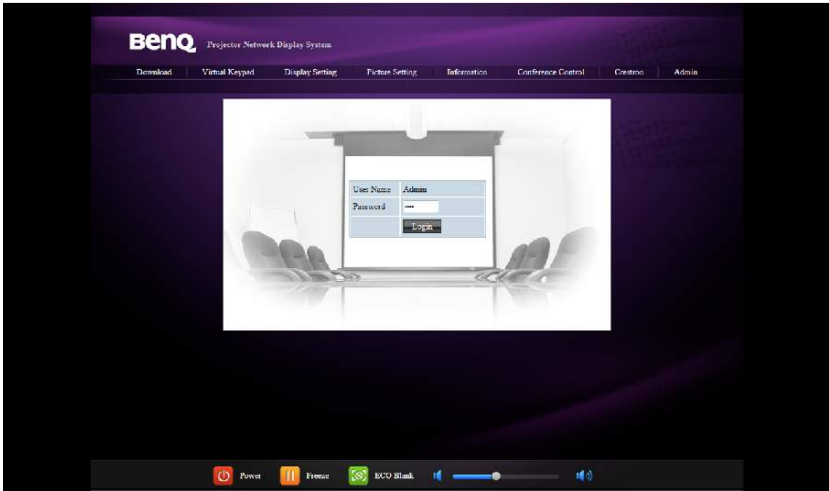 BenQ Projector Network Display System
Download Virtual Keypad Display Setting Picture Setting Information Conference Control Crestron Admin
User Name Admin
Password ••••
Login
Power Freeze ECO Blank